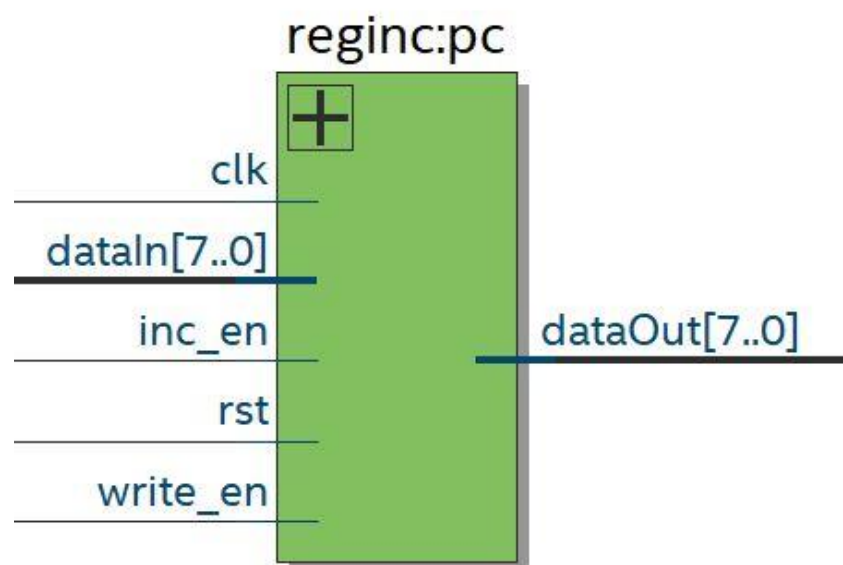 reginc:pc
clk
dataIn[7..0]
inc_en
dataOut[7..0]
rst
write_en